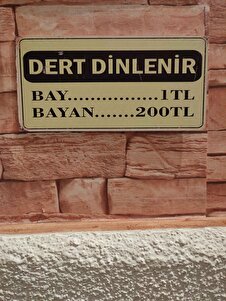 DERT DİNLENİR
BAY................1TL
BAYAN.......200TL